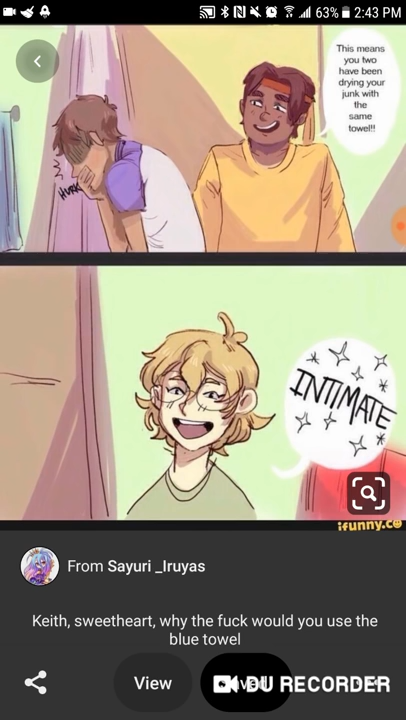 63% 2:43 PM
This means
you two
have been
drying your
junk with
the
same
towel!!
HURK
INTIMATE
ifunny.co
From Sayuri _Iruyas
Keith, sweetheart, why the fuck would you use the
blue towel
View
DU RECORDER